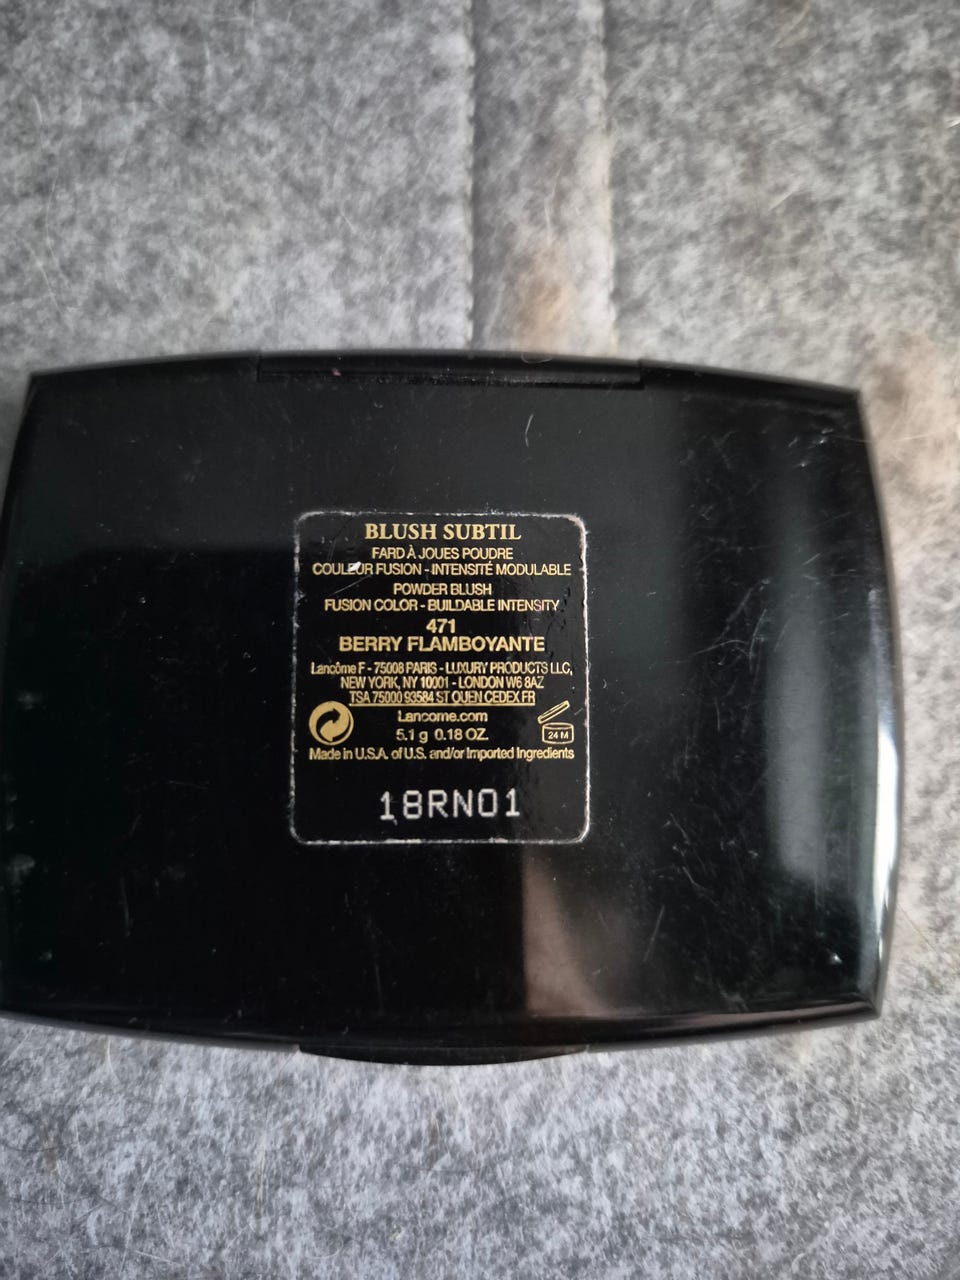 BLUSH SUBTIL
FARD À JOUES POUDRE
COULEUR FUSION - INTENSITÉ MODULABLE
POWDER BLUSH
FUSION COLOR - BUILDABLE INTENSITY
471
BERRY FLAMBOYANTE
Lancôme F - 75008 PARIS - LUXURY PRODUCTS LLC,
NEW YORK, NY 10001 - LONDON W6 8AZ
TSA 75000 93584 ST OUEN CEDEX FR
Lancome.com
5.1 g 0.18 OZ.
24 M
Made in U.S.A. of U.S. and/or Imported Ingredients
18RN01